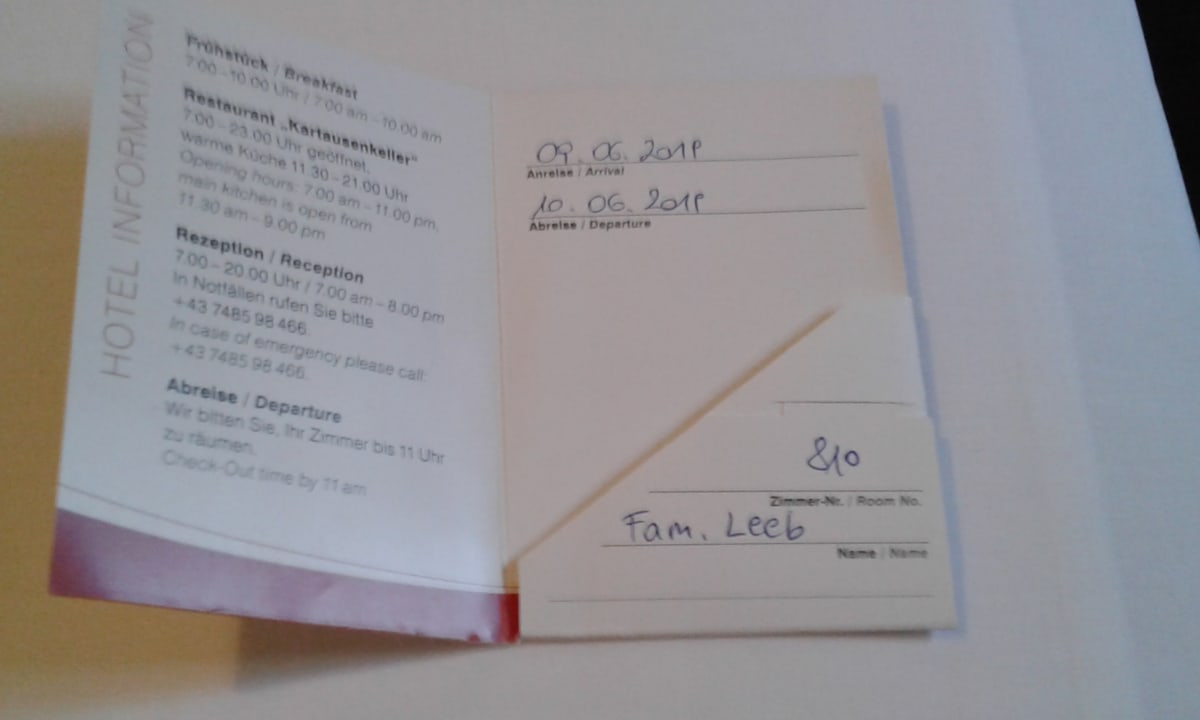 HOTEL INFORMATION
Frühstück / Breakfast
7.00 - 10.00 Uhr / 7.00 am - 10.00 am
Restaurant „Kartausenkeller“
7.00 - 23.00 Uhr geöffnet,
warme Küche 11.30 - 21.00 Uhr
Opening hours: 7.00 am - 11.00 pm,
main kitchen is open from
11.30 am - 9.00 pm
Rezeption / Reception
7.00 - 20.00 Uhr / 7.00 am - 8.00 pm
In Notfällen rufen Sie bitte
+43 7485 98 466.
In case of emergency please call:
+43 7485 98 466.
Abreise / Departure
Wir bitten Sie, Ihr Zimmer bis 11 Uhr
zu räumen.
Check-Out time by 11 am
09. 06. 2018
Anreise / Arrival
10. 06. 2018
Abreise / Departure
810
Zimmer-Nr. / Room No.
Fam. Leeb
Name / Name